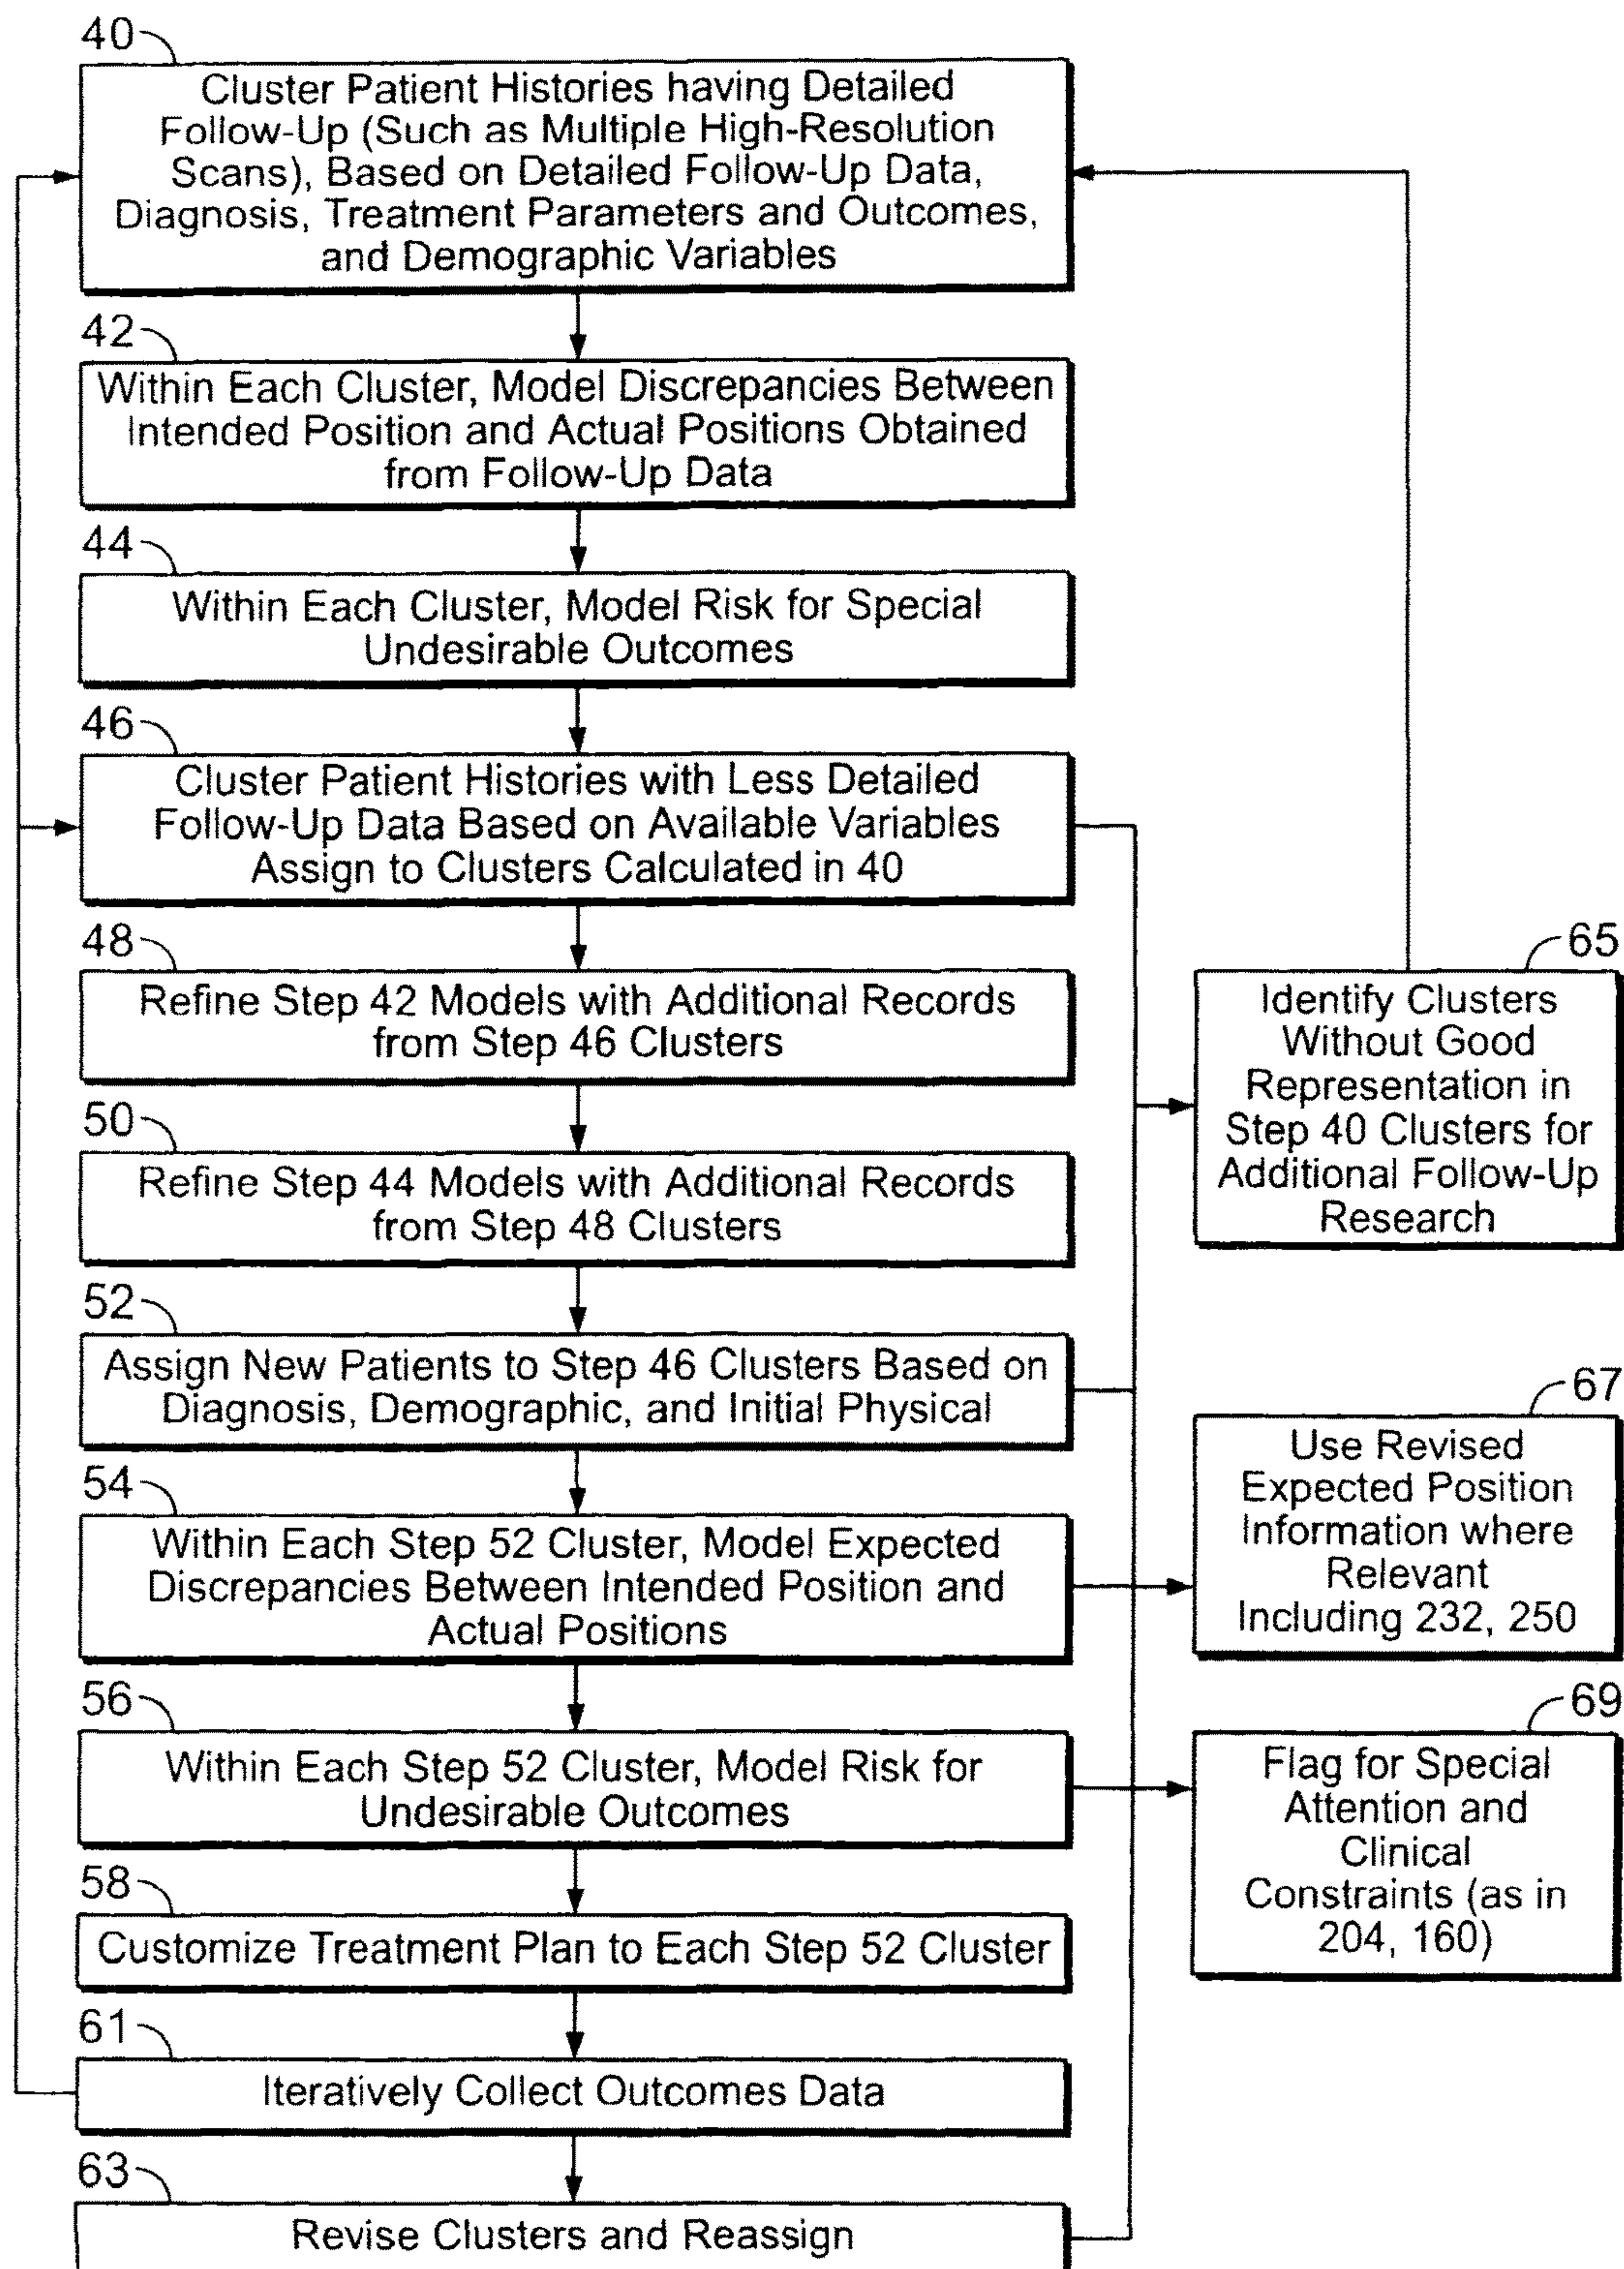 40
Cluster Patient Histories having Detailed
Follow-Up (Such as Multiple High-Resolution
Scans), Based on Detailed Follow-Up Data,
Diagnosis, Treatment Parameters and Outcomes,
and Demographic Variables
42
Within Each Cluster, Model Discrepancies Between
Intended Position and Actual Positions Obtained
from Follow-Up Data
44
Within Each Cluster, Model Risk for Special
Undesirable Outcomes
46
Cluster Patient Histories with Less Detailed
Follow-Up Data Based on Available Variables
Assign to Clusters Calculated in 40
48
Refine Step 42 Models with Additional Records
from Step 46 Clusters
50
Refine Step 44 Models with Additional Records
from Step 48 Clusters
52
Assign New Patients to Step 46 Clusters Based on
Diagnosis, Demographic, and Initial Physical
54
Within Each Step 52 Cluster, Model Expected
Discrepancies Between Intended Position and
Actual Positions
56
Within Each Step 52 Cluster, Model Risk for
Undesirable Outcomes
58
Customize Treatment Plan to Each Step 52 Cluster
61
Iteratively Collect Outcomes Data
63
Revise Clusters and Reassign
65
Identify Clusters
Without Good
Representation in
Step 40 Clusters for
Additional Follow-Up
Research
67
Use Revised
Expected Position
Information where
Relevant
Including 232, 250
69
Flag for Special
Attention and
Clinical
Constraints (as in
204, 160)